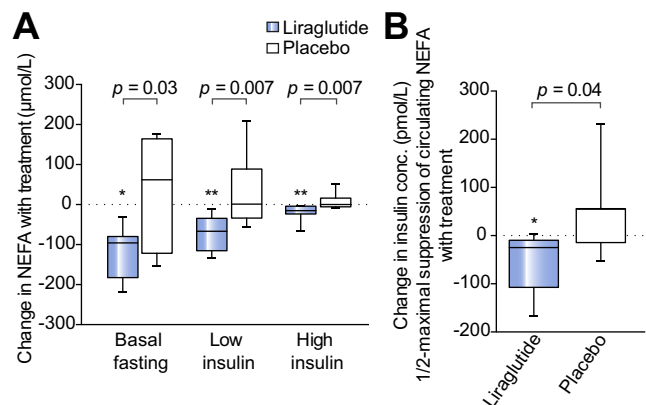 A
Liraglutide
Placebo
Change in NEFA with treatment (μmol/L)
300
200
100
0
-100
-200
-300
p = 0.03
p = 0.007
p = 0.007
*
**
**
Basal
fasting
Low
insulin
High
insulin
B
Change in insulin conc. (pmol/L)
1/2-maximal suppression of circulating NEFA
with treatment
300
200
100
0
-100
-200
p = 0.04
*
Liraglutide
Placebo